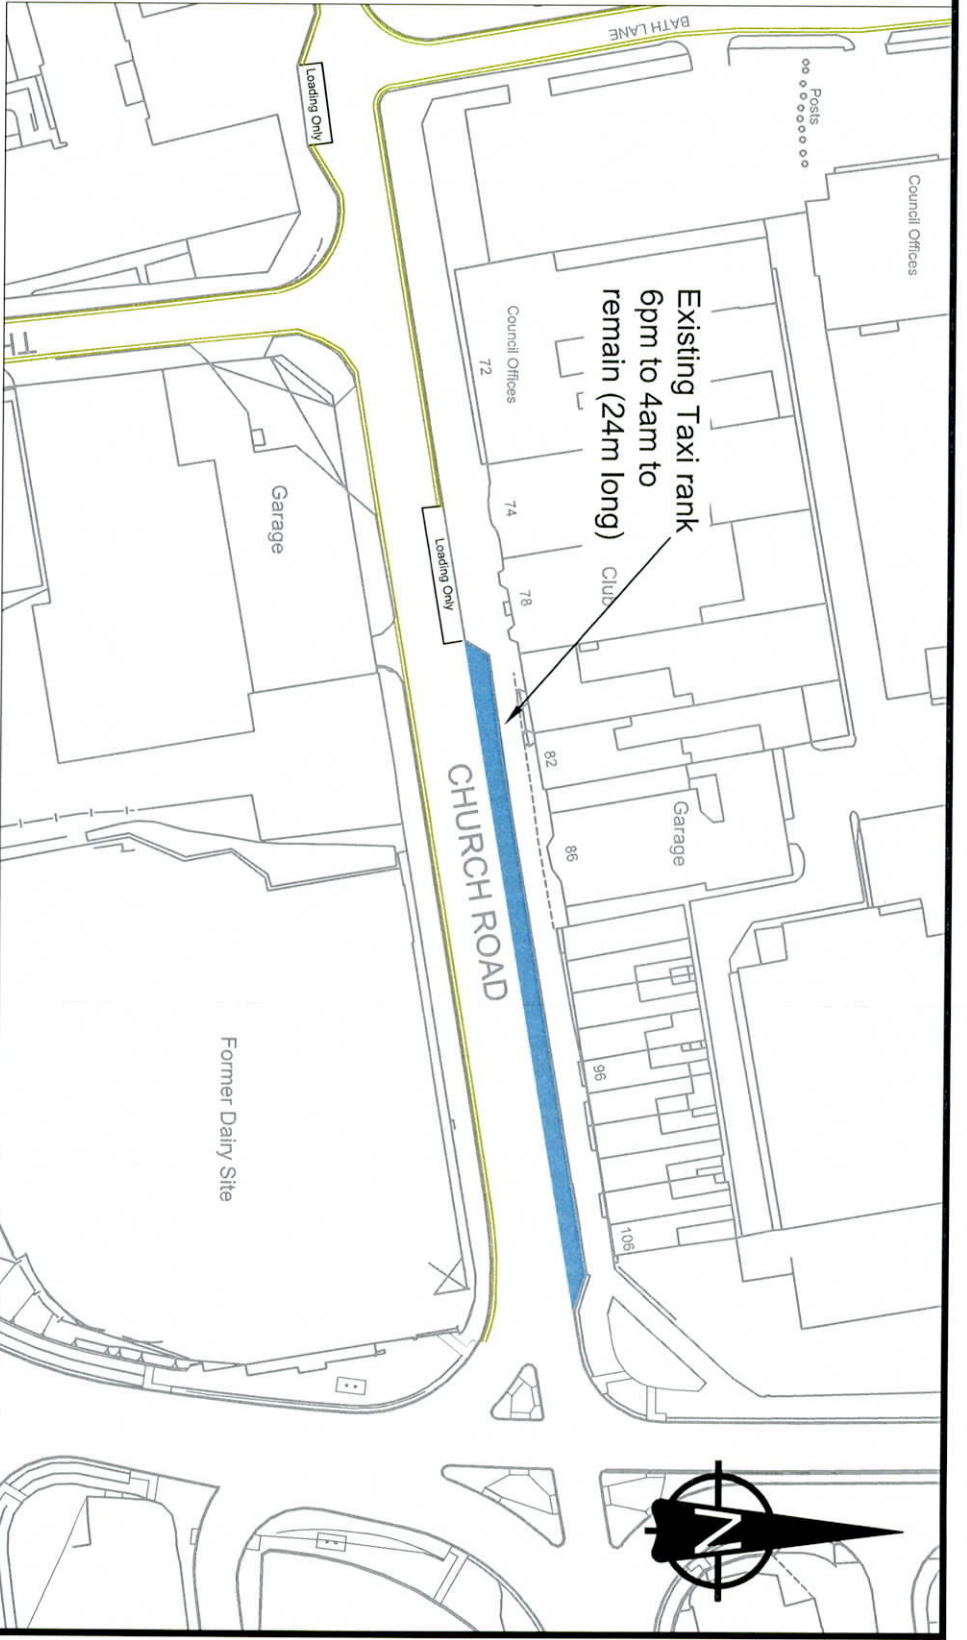 BATH LANE
Posts
Council Offices
Loading Only
Existing Taxi rank
6pm to 4am to
remain (24m long)
Council Offices
72
74
78
Club
82
86
Garage
96
106
Loading Only
Garage
CHURCH ROAD
Former Dairy Site
TH
N